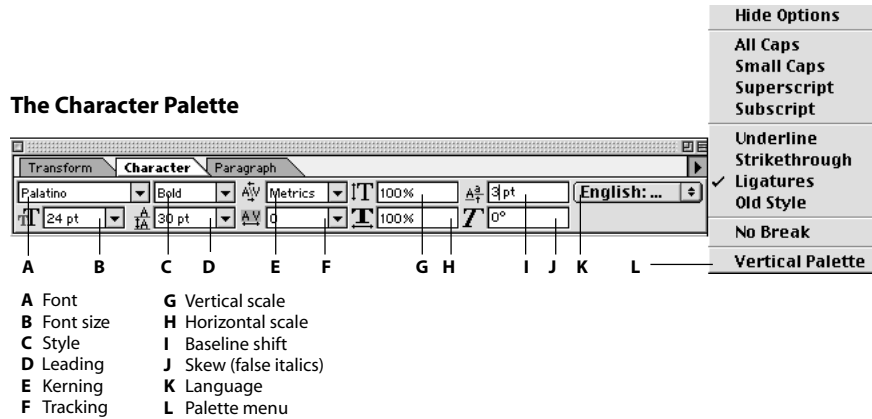 Hide Options
All Caps
Small Caps
Superscript
Subscript
Underline
Strikethrough
✓ Ligatures
Old Style
No Break
Vertical Palette
The Character Palette
Transform Character Paragraph
Palatino Bold Metrics 100% 3 pt English: ...
24 pt 30 pt 0 100% 0°
A B C D E F G H I J K L
A Font
B Font size
C Style
D Leading
E Kerning
F Tracking
G Vertical scale
H Horizontal scale
I Baseline shift
J Skew (false italics)
K Language
L Palette menu